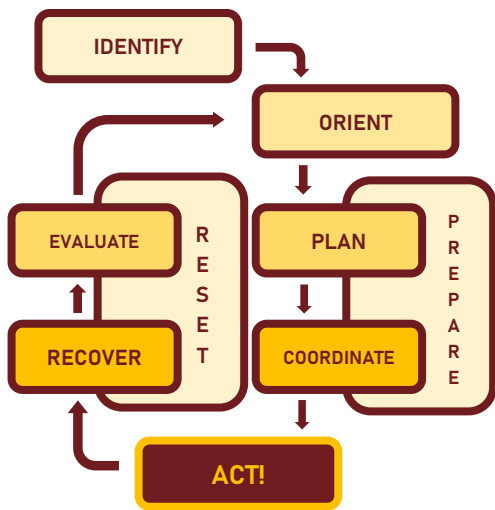 IDENTIFY
ORIENT
EVALUATE
RESET
PLAN
PREPARE
RECOVER
COORDINATE
ACT!